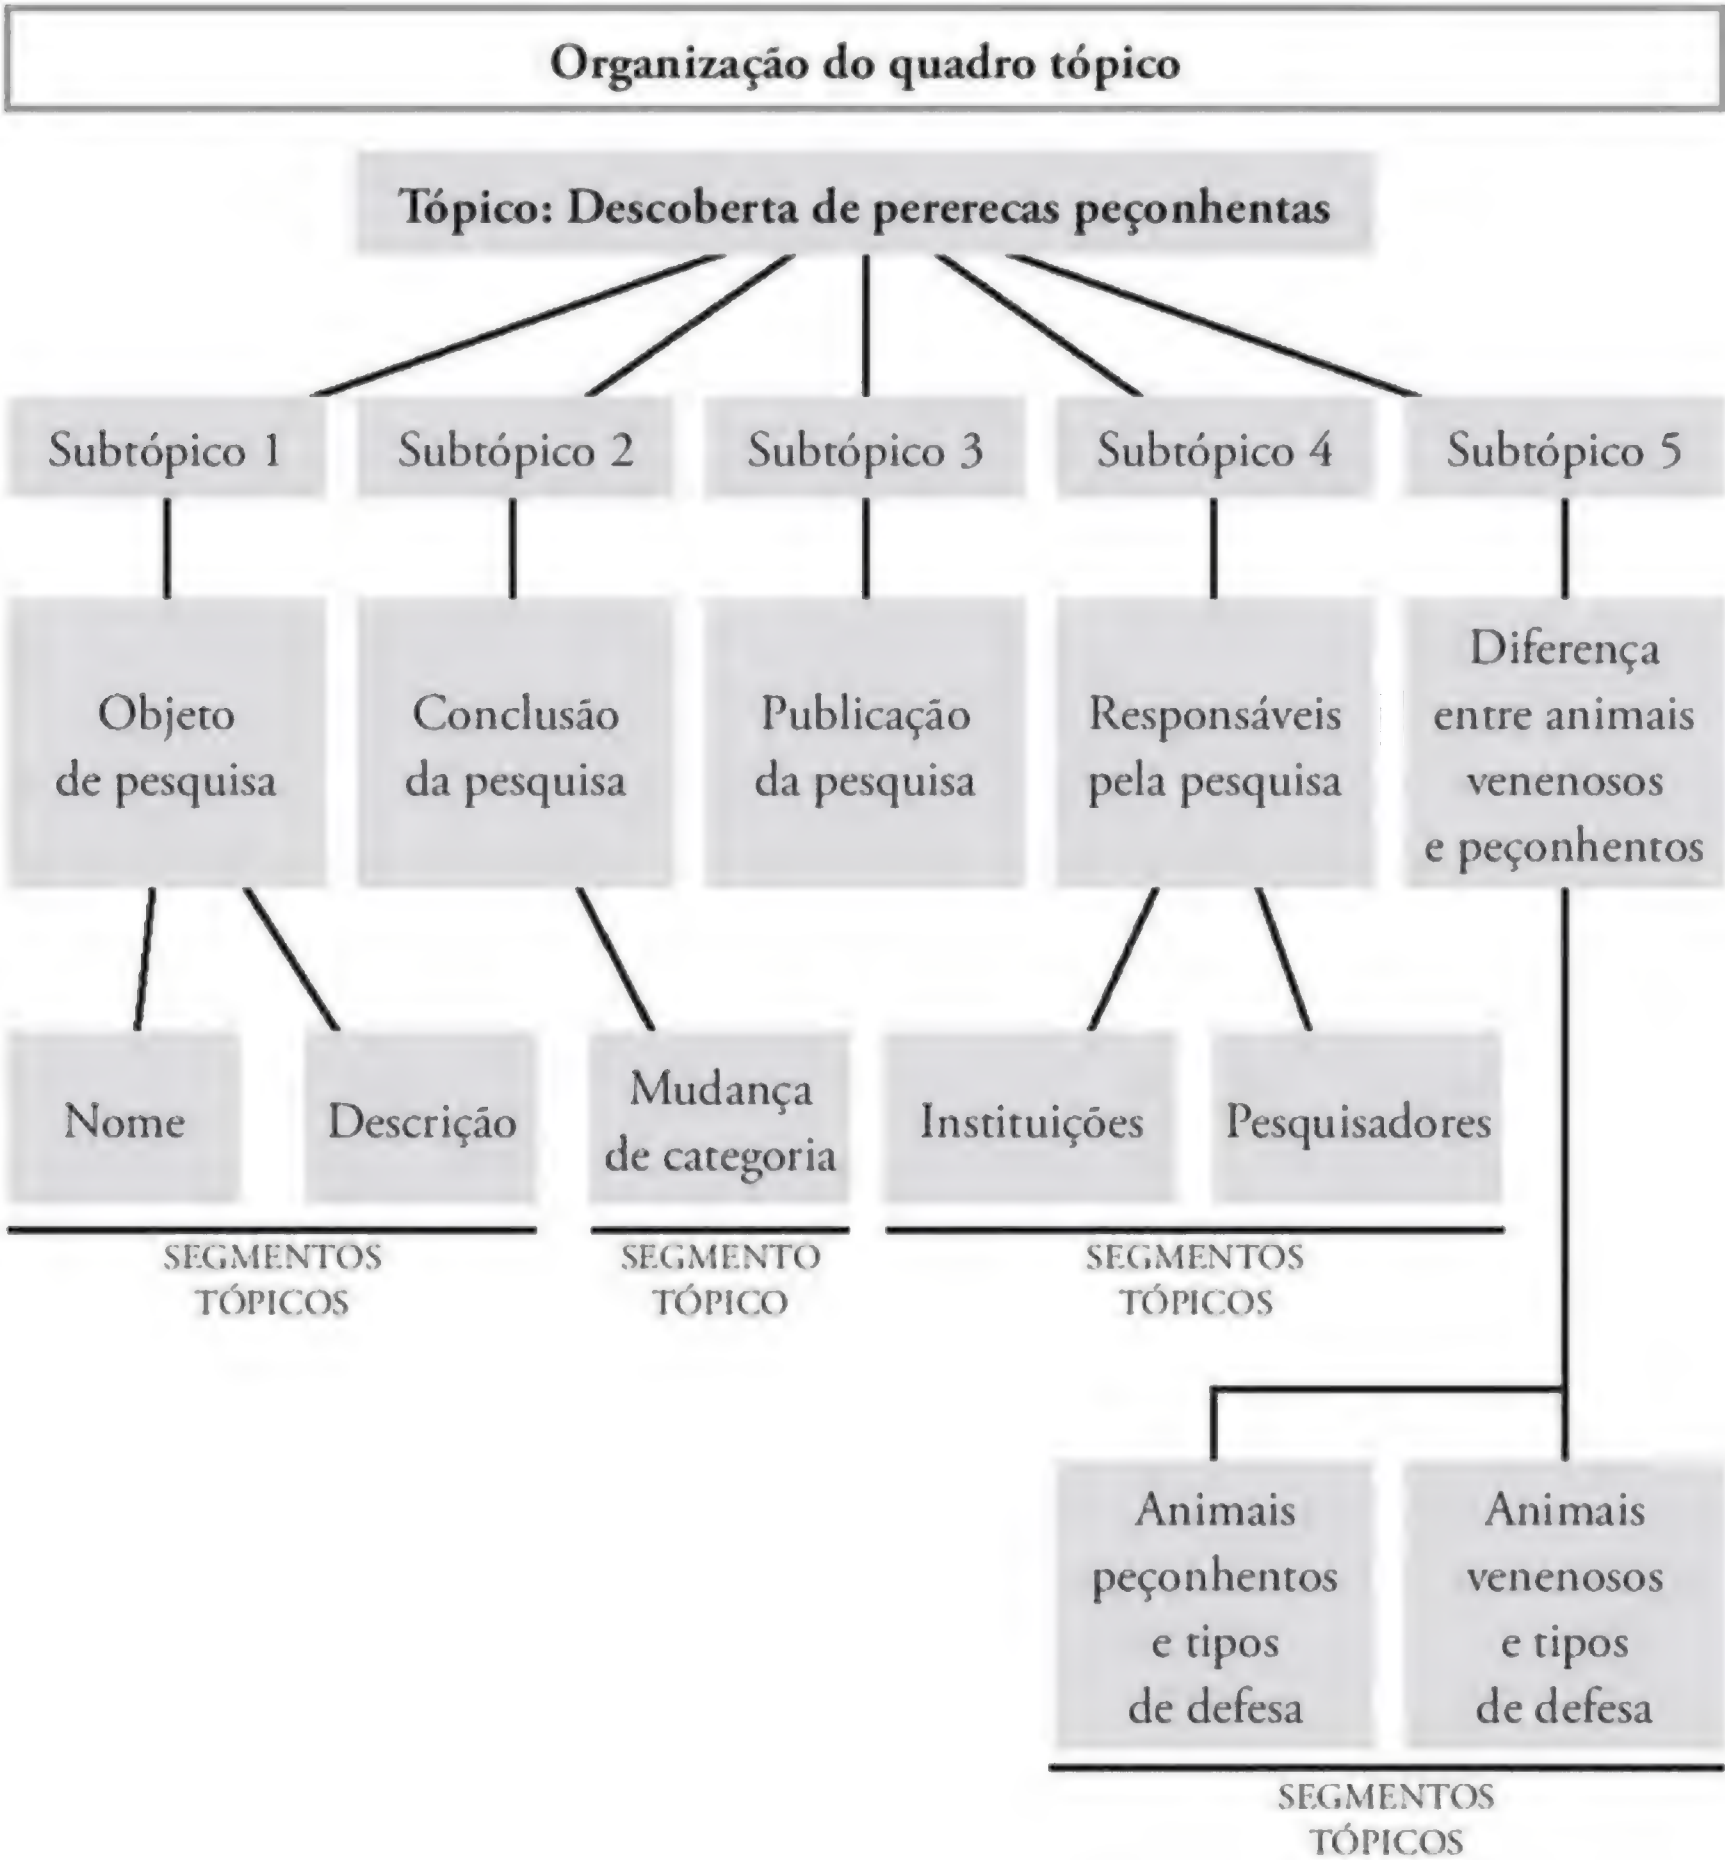 Organização do quadro tópico
Tópico: Descoberta de pererecas peçonhentas
Subtópico 1
Subtópico 2
Subtópico 3
Subtópico 4
Subtópico 5
Objeto
de pesquisa
Conclusão
da pesquisa
Publicação
da pesquisa
Responsáveis
pela pesquisa
Diferença
entre animais
venenosos
e peçonhentos
Nome
Descrição
Mudança
de categoria
Instituições
Pesquisadores
SEGMENTOS
TÓPICOS
SEGMENTO
TÓPICO
SEGMENTOS
TÓPICOS
Animais
peçonhentos
e tipos
de defesa
Animais
venenosos
e tipos
de defesa
SEGMENTOS
TÓPICOS